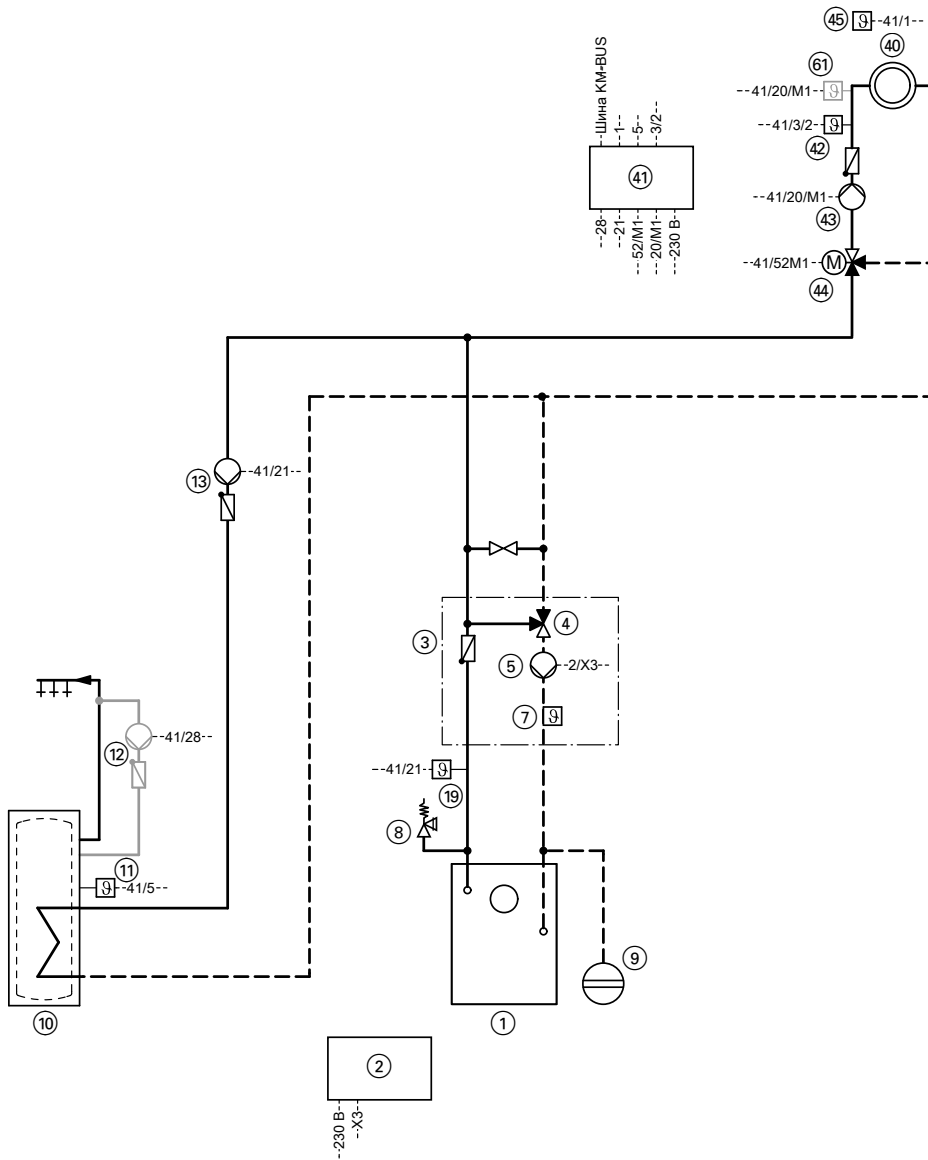 45
--41/1--
40
61
--41/20/M1--
ϑ
--41/3/2--
ϑ
42
--41/20/M1--
43
--41/52M1--
M
44
Шина KM-BUS
1--
5--
3/2--
41
--28
--21
--52/M1
--20/M1
--230 В
13
--41/21--
3
4
5
--2/X3--
7
ϑ
12
--41/28--
--41/21--
ϑ
19
8
11
ϑ
--41/5--
9
10
1
2
--230 В
--X3